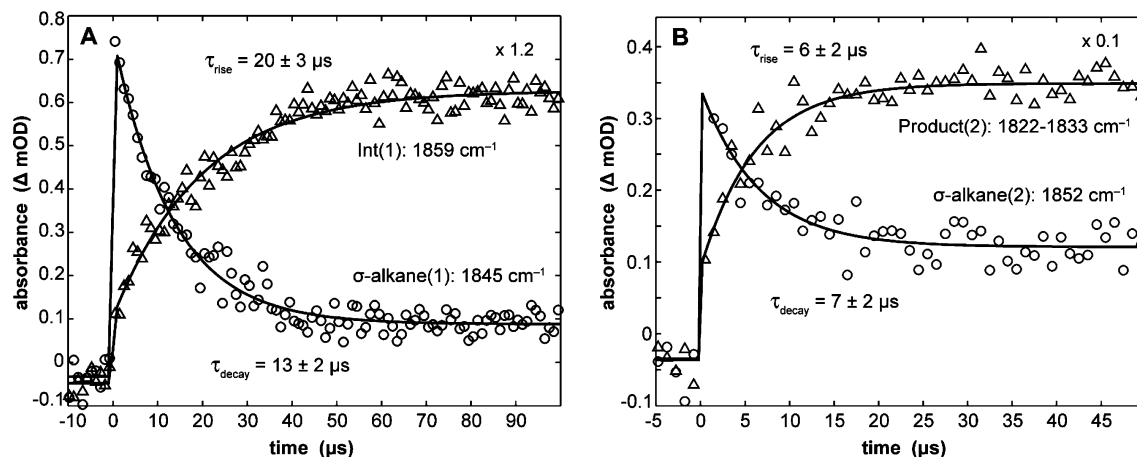 A
τrise = 20 ± 3 µs
x 1.2
Int(1): 1859 cm⁻¹
σ-alkane(1): 1845 cm⁻¹
τdecay = 13 ± 2 µs
absorbance (Δ mOD)
0.8
0.7
0.6
0.5
0.4
0.3
0.2
0.1
0
-0.1
-10 0 10 20 30 40 50 60 70 80 90
time (µs)
B
τrise = 6 ± 2 µs
x 0.1
Product(2): 1822-1833 cm⁻¹
σ-alkane(2): 1852 cm⁻¹
τdecay = 7 ± 2 µs
absorbance (Δ mOD)
0.4
0.3
0.2
0.1
0
-0.1
-5 0 5 10 15 20 25 30 35 40 45
time (µs)